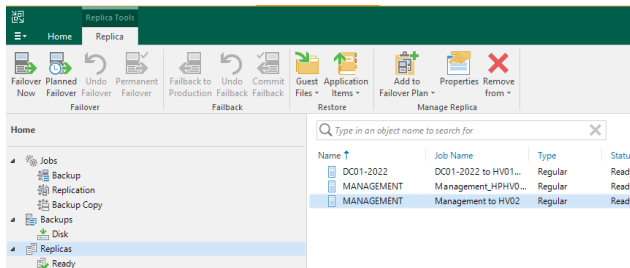 Replica Tools
Home Replica
Failover Now
Planned Failover
Undo Failover
Permanent Failover
Failback to Production
Undo Failback
Commit Failback
Guest Files
Application Items
Add to Failover Plan
Properties
Remove from
Failover Failback Restore Manage Replica
Home
Type in an object name to search for
Jobs
Backup
Replication
Backup Copy
Backups
Disk
Replicas
Ready
Name Job Name Type Statu
DC01-2022 DC01-2022 to HV01... Regular Read
MANAGEMENT Management_HPHV0... Regular Read
MANAGEMENT Management to HV02 Regular Read